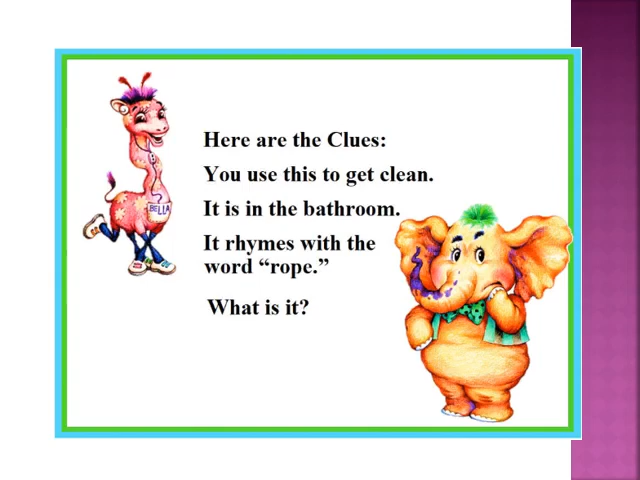 Here are the Clues:
You use this to get clean.
BELLA
It is in the bathroom.
It rhymes with the
word “rope.”
What is it?